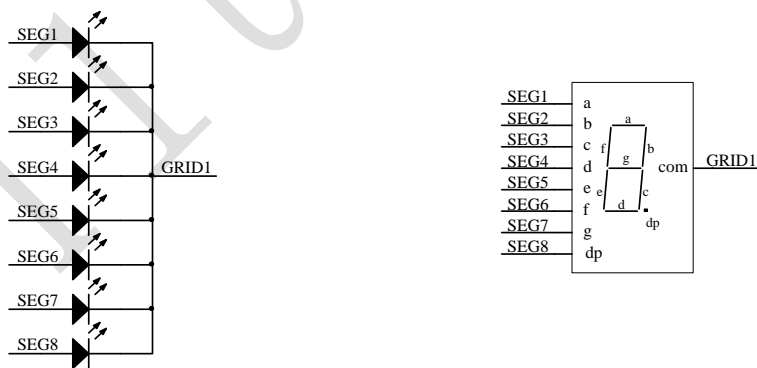 SEG1
SEG2
SEG3
SEG4
GRID1
SEG5
SEG6
SEG7
SEG8
SEG1 a
SEG2 b
SEG3 c
SEG4 d
SEG5 e
SEG6 f
SEG7 g
SEG8 dp
a
f b
g
e c
d
dp
com GRID1